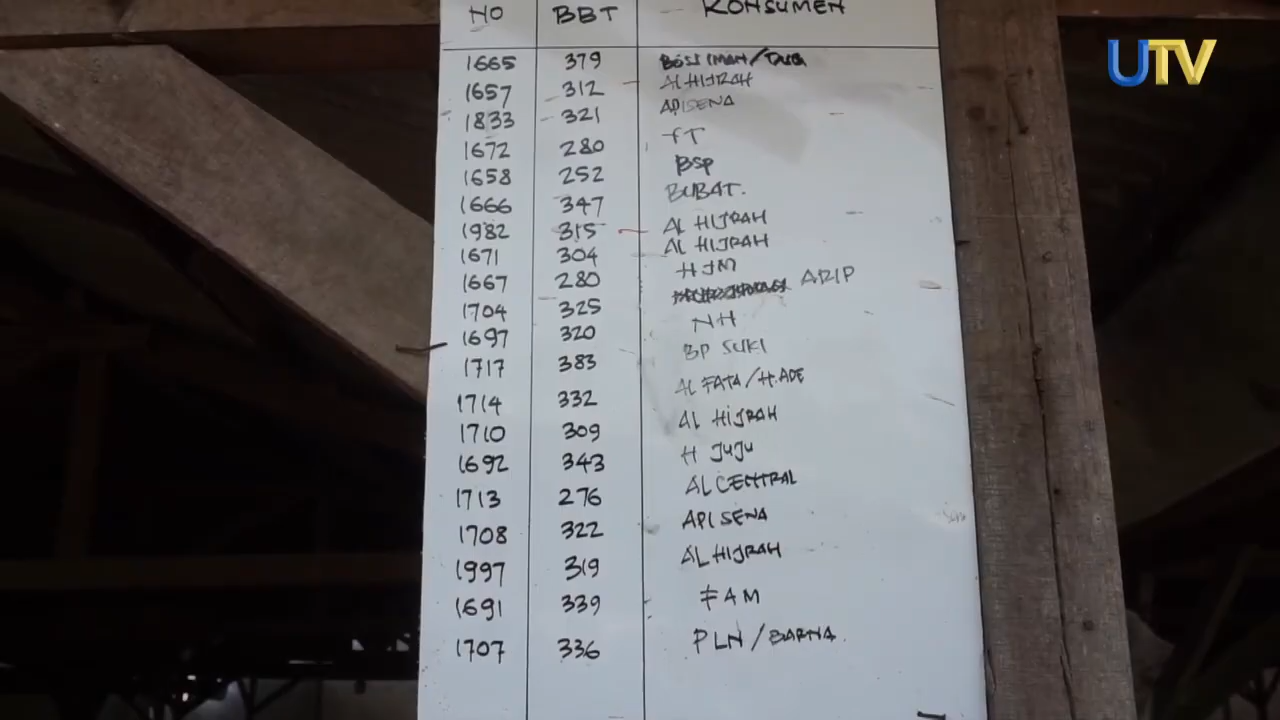 NO BBT KONSUMEN
UTV
1665 379
1657 312 AL HIJRAH
1833 321 APISENA
1672 280 FT
1658 252 BSP
1666 347 BUBAT.
1982 315 AL HIJRAH
1671 304 AL HIJRAH
1667 280 HJM
1704 325 ARIP
1697 320 NH
1717 383 BP SUKI
1714 332 AL FATA/H.ADE
1710 309 AL HIJRAH
1692 343 H JUJU
1713 276 AL CENTRAL
1708 322 API SENA
1997 319 AL HIJRAH
1691 339 FAM
1707 336 PLN/BARNA